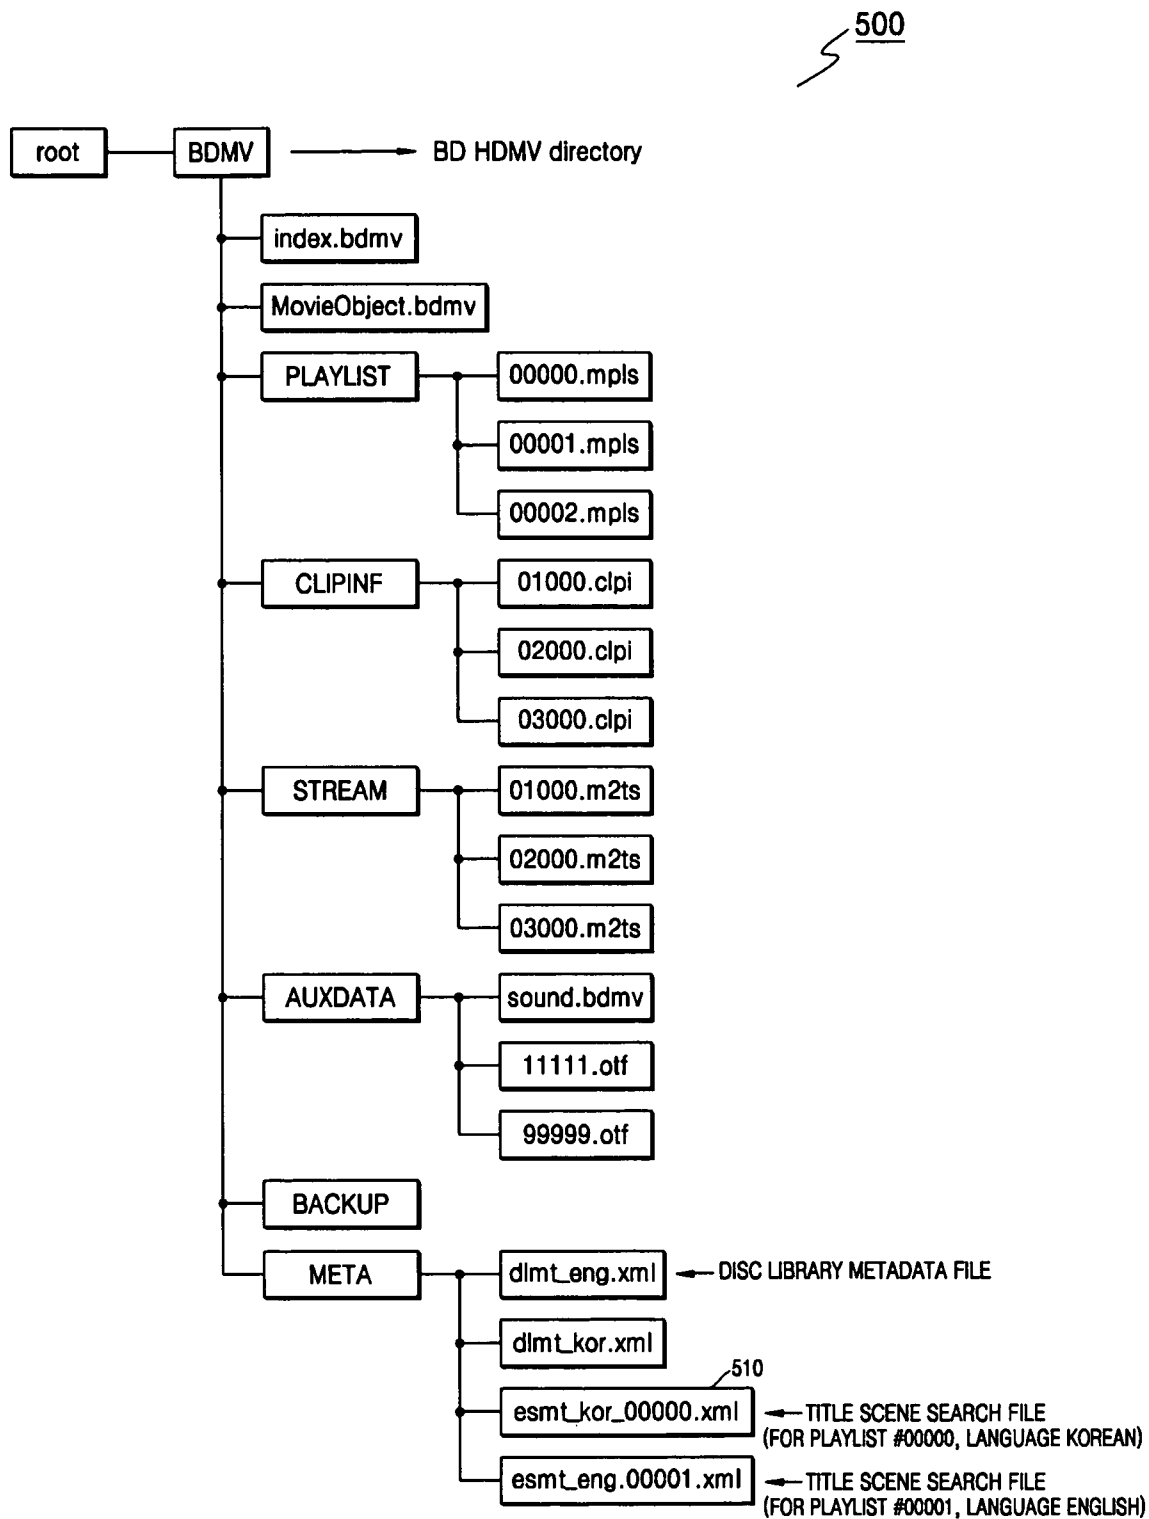 500
root
BDMV
BD HDMV directory
index.bdmv
MovieObject.bdmv
PLAYLIST
00000.mpls
00001.mpls
00002.mpls
CLIPINF
01000.clpi
02000.clpi
03000.clpi
STREAM
01000.m2ts
02000.m2ts
03000.m2ts
AUXDATA
sound.bdmv
11111.otf
99999.otf
BACKUP
META
dlmt_eng.xml
DISC LIBRARY METADATA FILE
dlmt_kor.xml
510
esmt_kor_00000.xml
TITLE SCENE SEARCH FILE
(FOR PLAYLIST #00000, LANGUAGE KOREAN)
esmt_eng.00001.xml
TITLE SCENE SEARCH FILE
(FOR PLAYLIST #00001, LANGUAGE ENGLISH)